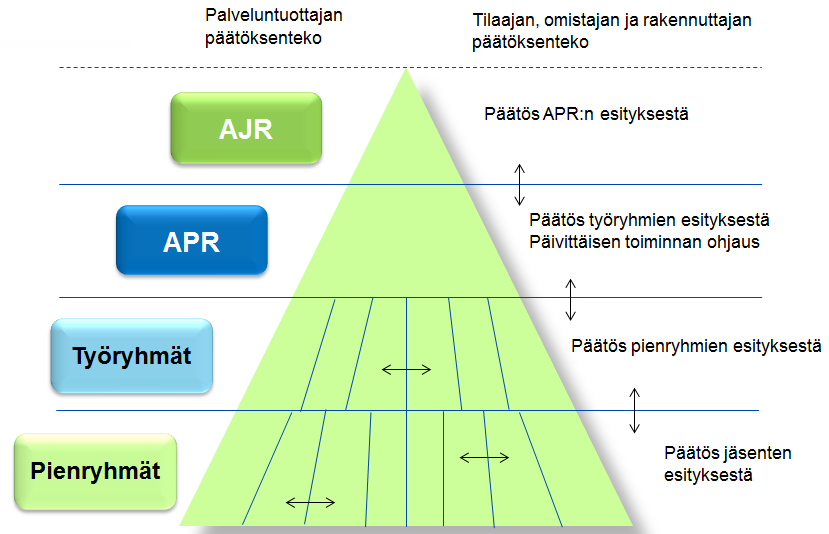 Palveluntuottajan
päätöksenteko
Tilaajan, omistajan ja rakennuttajan
päätöksenteko
AJR
Päätös APR:n esityksestä
APR
Päätös työryhmien esityksestä
Päivittäisen toiminnan ohjaus
Työryhmät
Päätös pienryhmien esityksestä
Pienryhmät
Päätös jäsenten
esityksestä